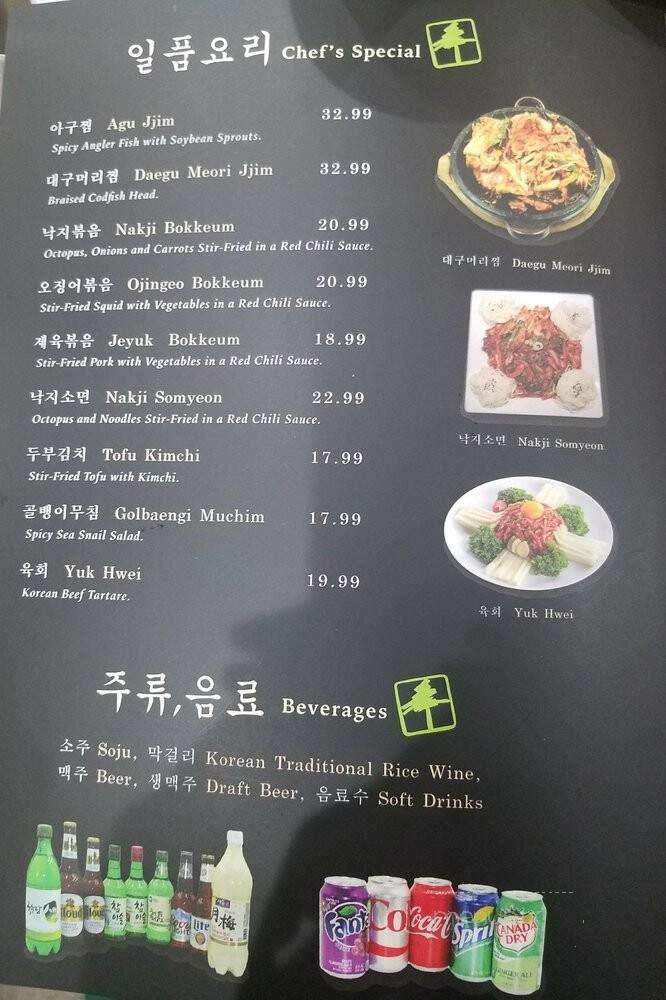 일품요리 Chef's Special
아구찜 Agu Jjim 32.99
Spicy Angler Fish with Soybean Sprouts.
대구머리찜 Daegu Meori Jjim 32.99
Braised Codfish Head.
낙지볶음 Nakji Bokkeum 20.99
Octopus, Onions and Carrots Stir-Fried in a Red Chili Sauce.
오징어볶음 Ojingeo Bokkeum 20.99
Stir-Fried Squid with Vegetables in a Red Chili Sauce.
제육볶음 Jeyuk Bokkeum 18.99
Stir-Fried Pork with Vegetables in a Red Chili Sauce.
낙지소면 Nakji Somyeon 22.99
Octopus and Noodles Stir-Fried in a Red Chili Sauce.
두부김치 Tofu Kimchi 17.99
Stir-Fried Tofu with Kimchi.
골뱅이무침 Golbaengi Muchim 17.99
Spicy Sea Snail Salad.
육회 Yuk Hwei 19.99
Korean Beef Tartare.
대구머리찜 Daegu Meori Jjim
낙지소면 Nakji Somyeon
육회 Yuk Hwei
주류,음료 Beverages
소주 Soju, 막걸리 Korean Traditional Rice Wine,
맥주 Beer, 생맥주 Draft Beer, 음료수 Soft Drinks
Fanta
Co
Coca-Cola
Sprit
CANADA
DRY
GINGER ALE